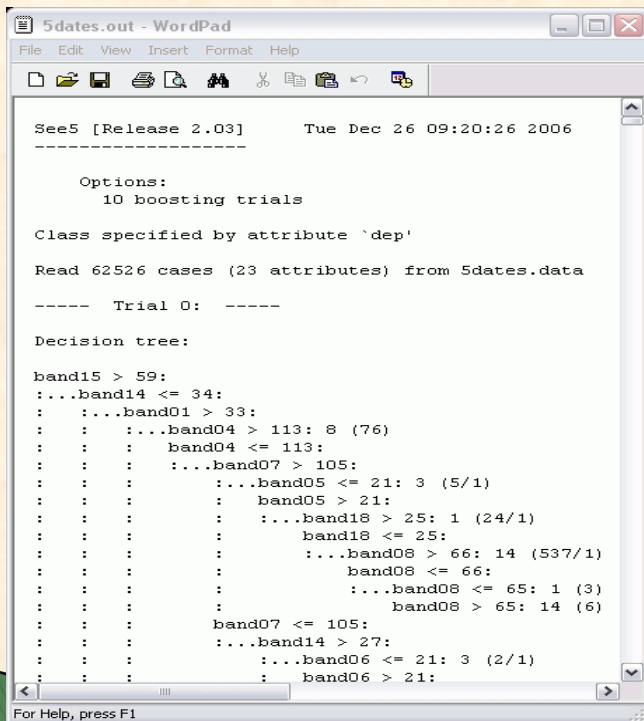 5dates.out - WordPad
File Edit View Insert Format Help
See5 [Release 2.03]     Tue Dec 26 09:20:26 2006
-------------------
    Options:
      10 boosting trials
Class specified by attribute `dep'
Read 62526 cases (23 attributes) from 5dates.data
-----  Trial 0:  -----
Decision tree:
band15 > 59:
:...band14 <= 34:
:   :...band01 > 33:
:   :   :...band04 > 113: 8 (76)
:   :   :   band04 <= 113:
:   :   :   :...band07 > 105:
:   :   :       :...band05 <= 21: 3 (5/1)
:   :   :       :   band05 > 21:
:   :   :       :   :...band18 > 25: 1 (24/1)
:   :   :       :       band18 <= 25:
:   :   :       :       :...band08 > 66: 14 (537/1)
:   :   :       :           band08 <= 66:
:   :   :       :           :...band08 <= 65: 1 (3)
:   :   :       :               band08 > 65: 14 (6)
:   :   :       band07 <= 105:
:   :   :       :...band14 > 27:
:   :   :           :...band06 <= 21: 3 (2/1)
:   :   :           :   band06 > 21:
For Help, press F1